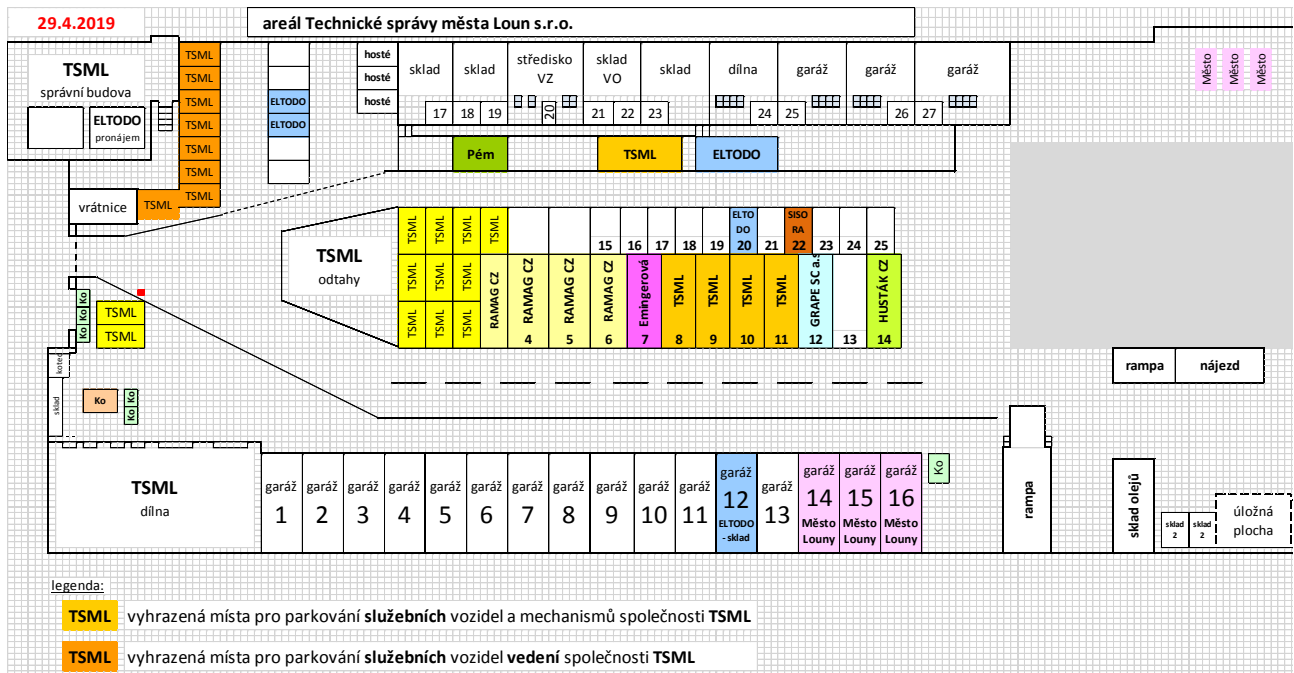 29.4.2019
areál Technické správy města Loun s.r.o.
TSML
správní budova
ELTODO
pronájem
TSML
TSML
TSML
TSML
TSML
TSML
TSML
TSML
vrátnice
ELTODO
ELTODO
hosté
hosté
hosté
sklad
sklad
středisko
VZ
sklad
VO
sklad
dílna
garáž
garáž
garáž
17
18
19
20
21
22
23
24
25
26
27
Město
Město
Město
Pém
TSML
ELTODO
TSML
odtahy
TSML
TSML
TSML
TSML
TSML
TSML
TSML
TSML
TSML
TSML
15
16
17
18
19
ELTO
DO
20
21
SISO
RA
22
23
24
25
RAMAG CZ
RAMAG CZ
4
RAMAG CZ
5
RAMAG CZ
6
Emingerová
7
TSML
8
TSML
9
TSML
10
TSML
11
GRAPE SC a.s
12
13
HUSTÁK CZ
14
Ko
Ko
Ko
Ko
TSML
TSML
koted
sklad
Ko
Ko
Ko
Ko
rampa
nájezd
TSML
dílna
garáž
1
garáž
2
garáž
3
garáž
4
garáž
5
garáž
6
garáž
7
garáž
8
garáž
9
garáž
10
garáž
11
garáž
12
ELTODO
- sklad
garáž
13
garáž
14
Město
Louny
garáž
15
Město
Louny
garáž
16
Město
Louny
Ko
rampa
sklad olejů
sklad
2
sklad
2
úložná
plocha
legenda:
TSML vyhrazená místa pro parkování služebních vozidel a mechanismů společnosti TSML
TSML vyhrazená místa pro parkování služebních vozidel vedení společnosti TSML